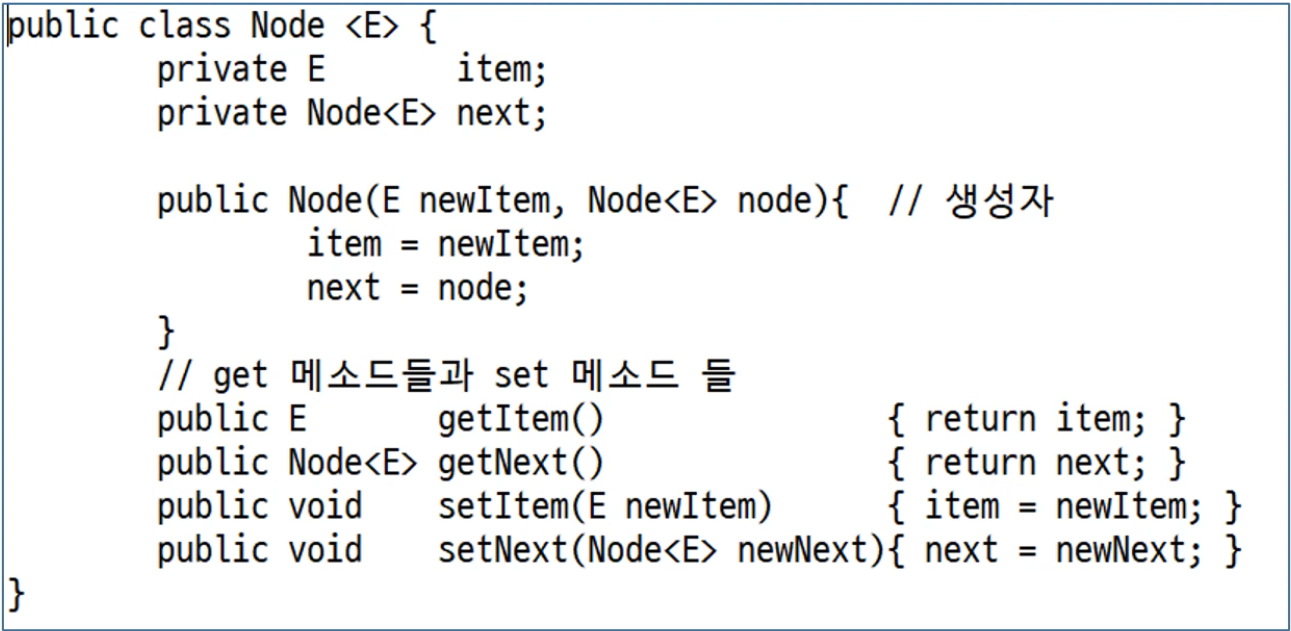 public class Node <E> {
private E item;
private Node<E> next;
public Node(E newItem, Node<E> node){ // 생성자
item = newItem;
next = node;
}
// get 메소드들과 set 메소드 들
public E getItem() { return item; }
public Node<E> getNext() { return next; }
public void setItem(E newItem) { item = newItem; }
public void setNext(Node<E> newNext){ next = newNext; }
}